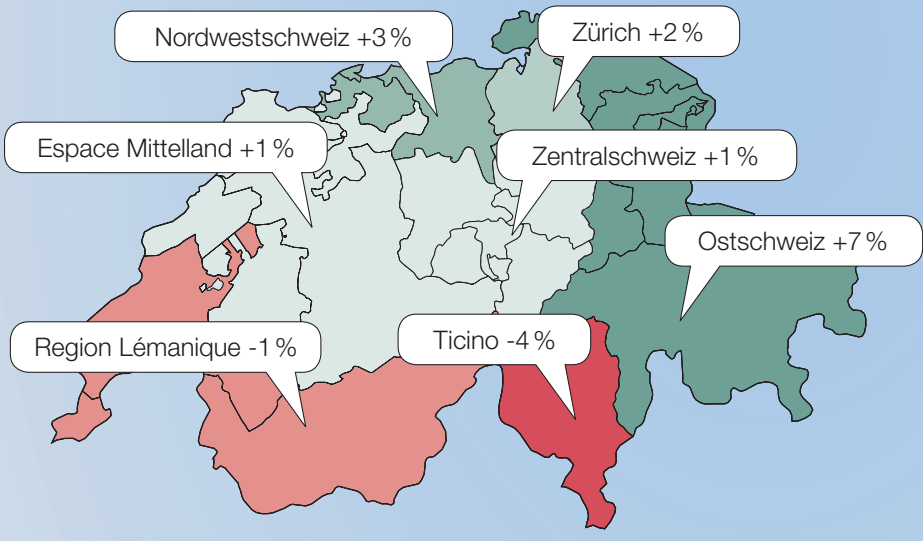 Nordwestschweiz +3 %
Zürich +2 %
Espace Mittelland +1 %
Zentralschweiz +1 %
Ostschweiz +7 %
Region Lémanique -1 %
Ticino -4 %